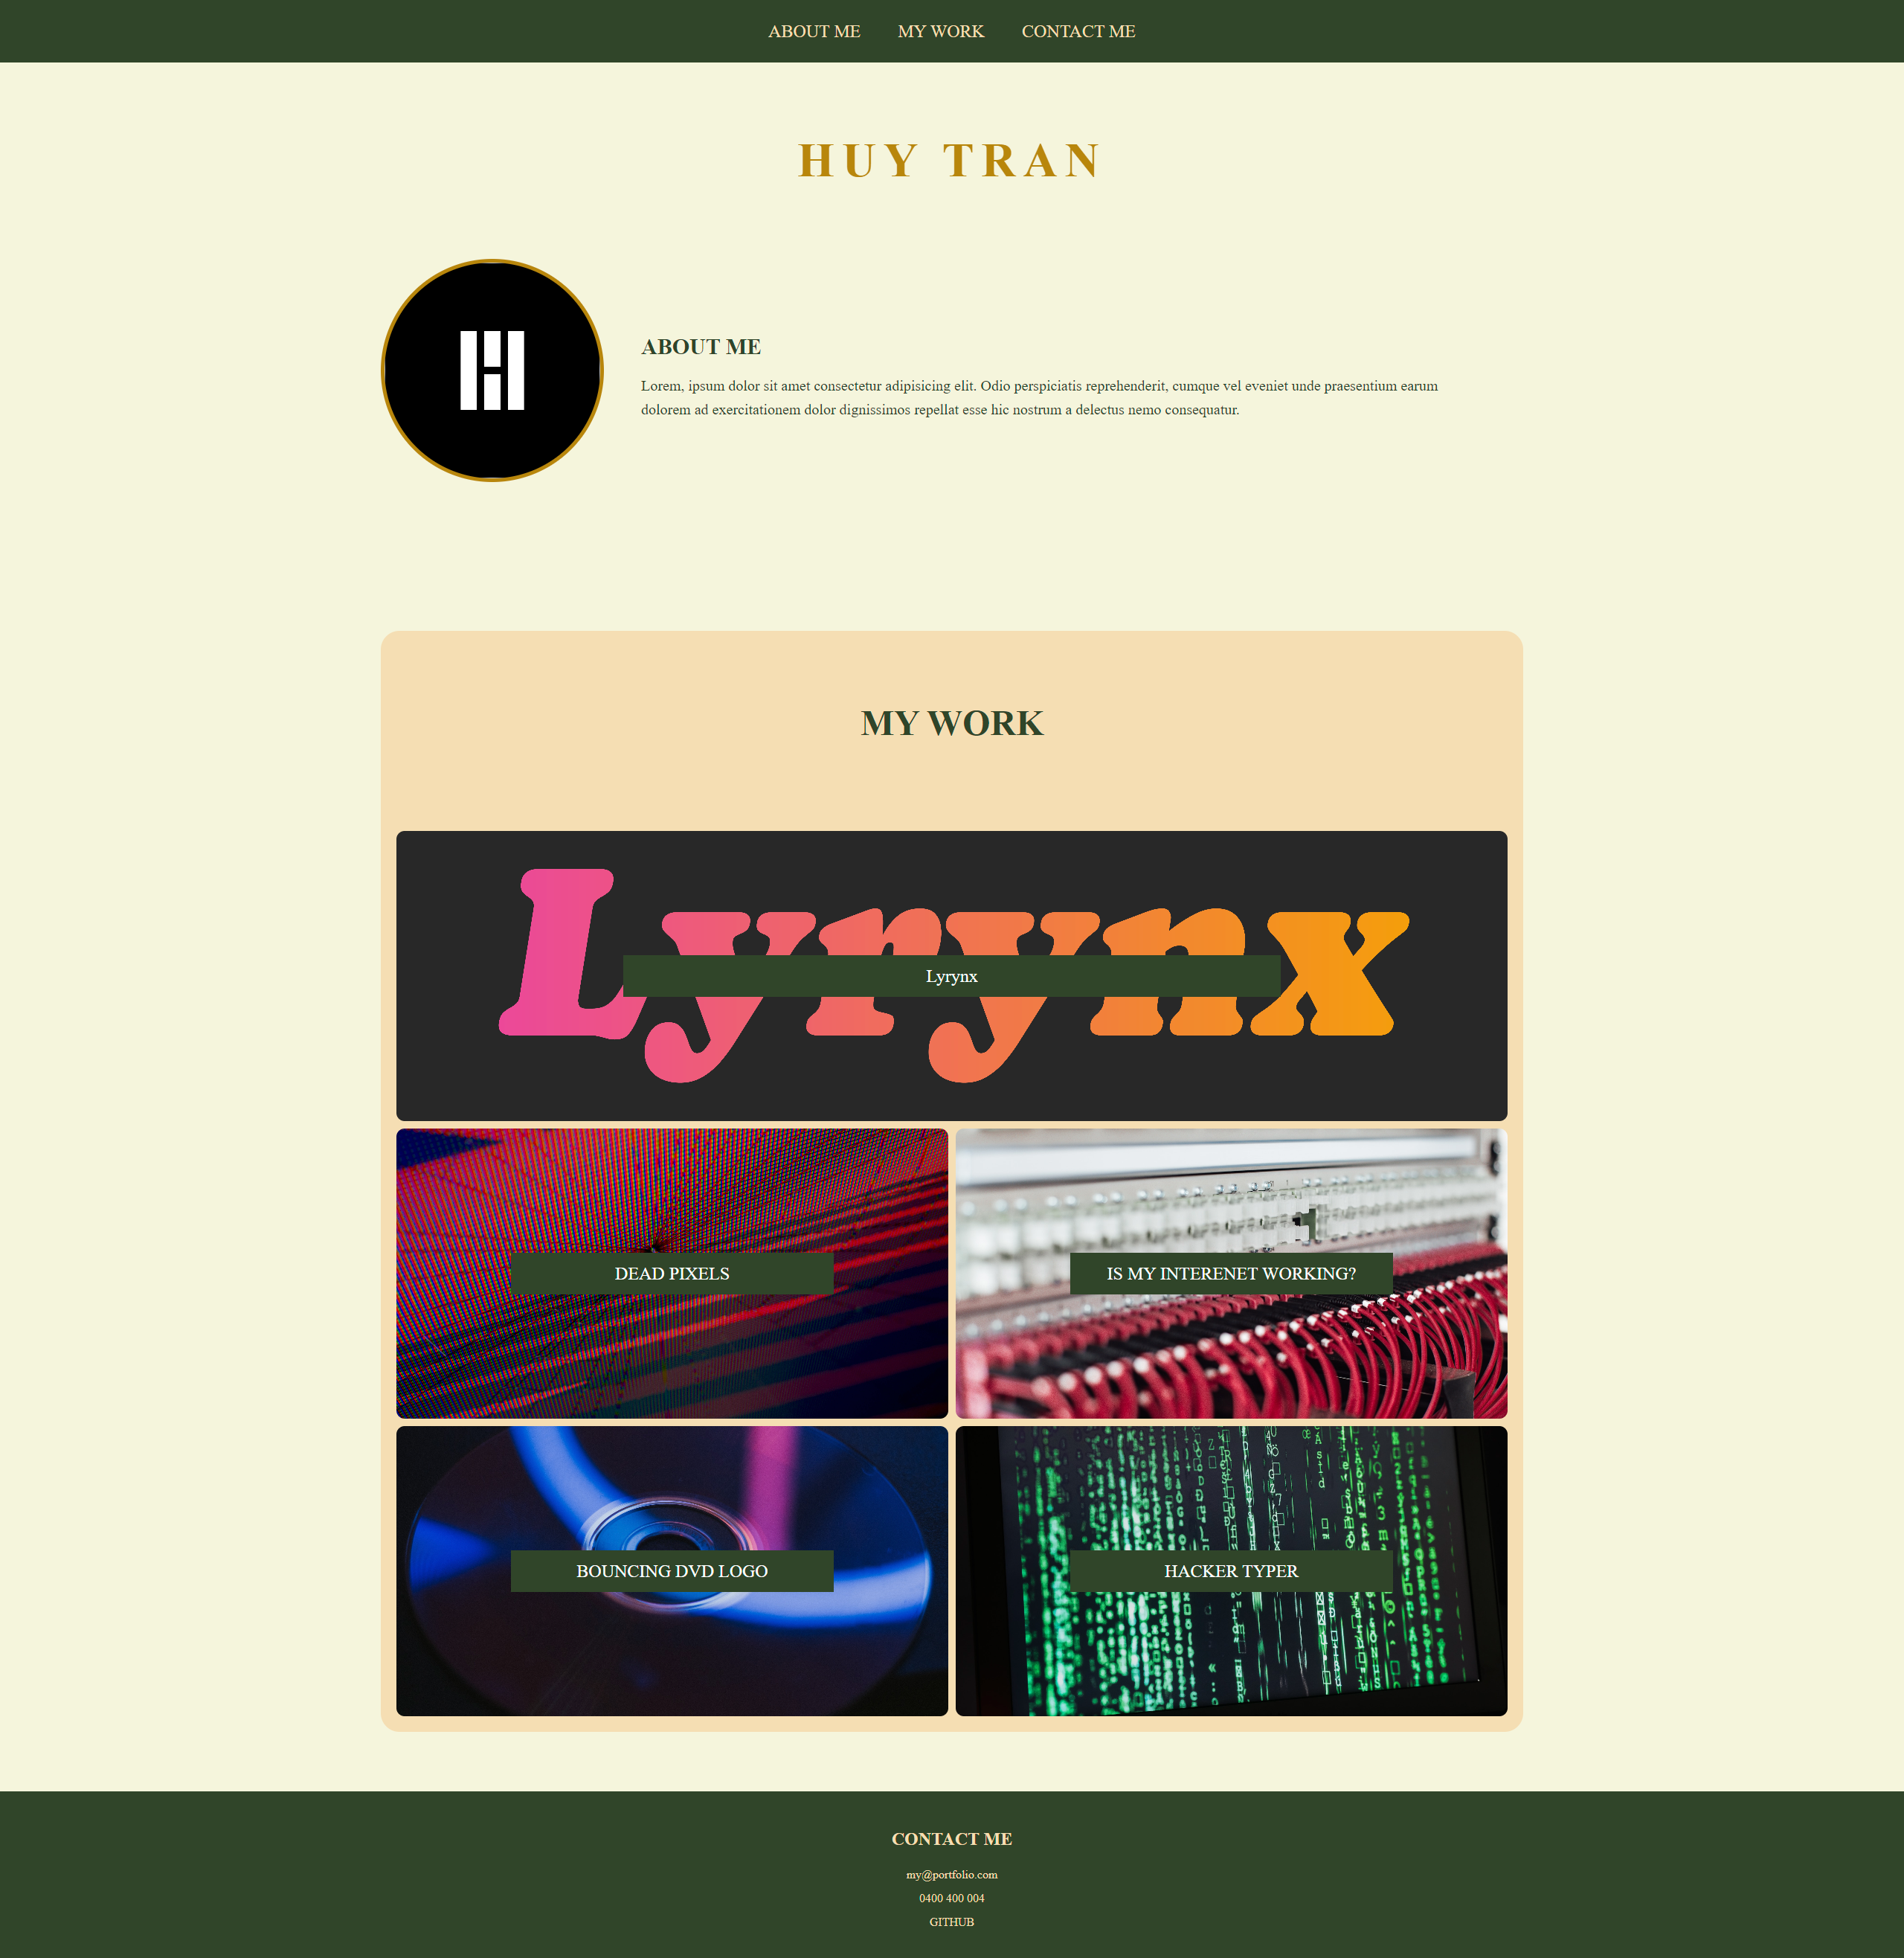 ABOUT ME MY WORK CONTACT ME
HUY TRAN
H
ABOUT ME
Lorem, ipsum dolor sit amet consectetur adipisicing elit. Odio perspiciatis reprehenderit, cumque vel eveniet unde praesentium earum
dolorem ad exercitationem dolor dignissimos repellat esse hic nostrum a delectus nemo consequatur.
MY WORK
Lyrynx
Lyrynx
DEAD PIXELS
IS MY INTERENET WORKING?
BOUNCING DVD LOGO
HACKER TYPER
CONTACT ME
my@portfolio.com
0400 400 004
GITHUB